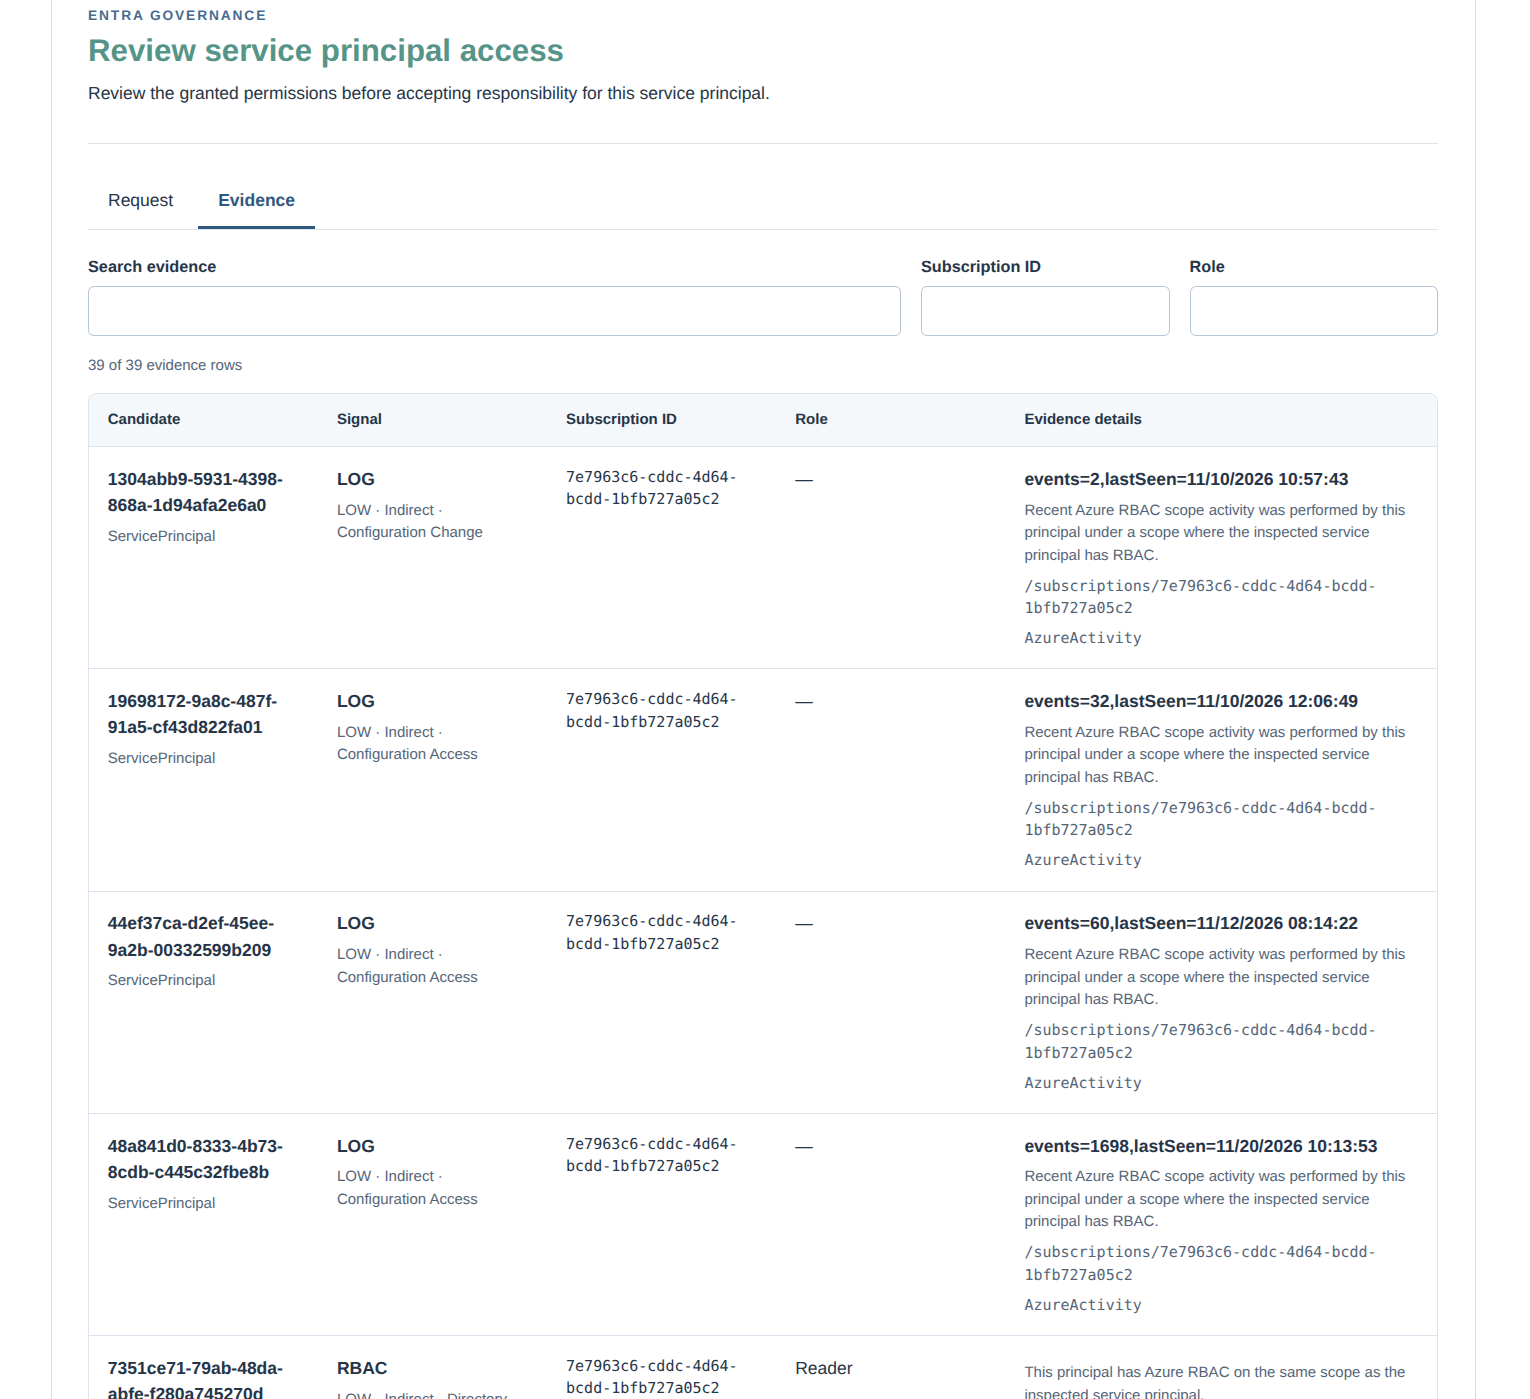 ENTRA GOVERNANCE
Review service principal access
Review the granted permissions before accepting responsibility for this service principal.
Request Evidence
Search evidence Subscription ID Role
39 of 39 evidence rows
Candidate Signal Subscription ID Role Evidence details
1304abb9-5931-4398-
868a-1d94afa2e6a0
ServicePrincipal
LOG
LOW · Indirect ·
Configuration Change
7e7963c6-cddc-4d64-
bcdd-1bfb727a05c2
—
events=2,lastSeen=11/10/2026 10:57:43
Recent Azure RBAC scope activity was performed by this
principal under a scope where the inspected service
principal has RBAC.
/subscriptions/7e7963c6-cddc-4d64-bcdd-
1bfb727a05c2
AzureActivity
19698172-9a8c-487f-
91a5-cf43d822fa01
ServicePrincipal
LOG
LOW · Indirect ·
Configuration Access
7e7963c6-cddc-4d64-
bcdd-1bfb727a05c2
—
events=32,lastSeen=11/10/2026 12:06:49
Recent Azure RBAC scope activity was performed by this
principal under a scope where the inspected service
principal has RBAC.
/subscriptions/7e7963c6-cddc-4d64-bcdd-
1bfb727a05c2
AzureActivity
44ef37ca-d2ef-45ee-
9a2b-00332599b209
ServicePrincipal
LOG
LOW · Indirect ·
Configuration Access
7e7963c6-cddc-4d64-
bcdd-1bfb727a05c2
—
events=60,lastSeen=11/12/2026 08:14:22
Recent Azure RBAC scope activity was performed by this
principal under a scope where the inspected service
principal has RBAC.
/subscriptions/7e7963c6-cddc-4d64-bcdd-
1bfb727a05c2
AzureActivity
48a841d0-8333-4b73-
8cdb-c445c32fbe8b
ServicePrincipal
LOG
LOW · Indirect ·
Configuration Access
7e7963c6-cddc-4d64-
bcdd-1bfb727a05c2
—
events=1698,lastSeen=11/20/2026 10:13:53
Recent Azure RBAC scope activity was performed by this
principal under a scope where the inspected service
principal has RBAC.
/subscriptions/7e7963c6-cddc-4d64-bcdd-
1bfb727a05c2
AzureActivity
7351ce71-79ab-48da-
abfe-f280a745270d
RBAC
LOW · Indirect · Directory
7e7963c6-cddc-4d64-
bcdd-1bfb727a05c2
Reader
This principal has Azure RBAC on the same scope as the
inspected service principal.